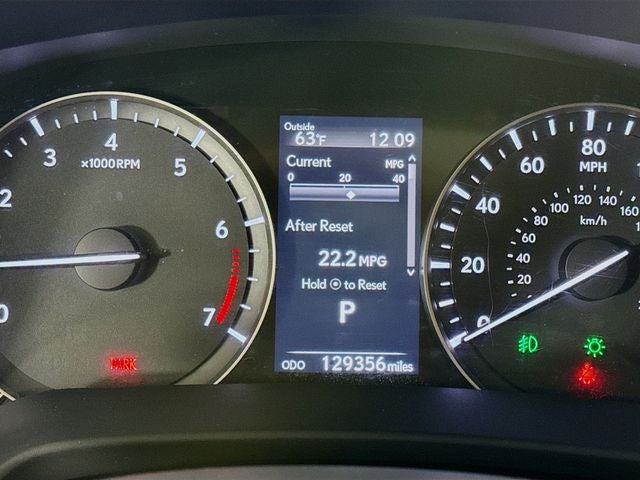 Outside
63°F 12:09
Current MPG
0 20 40
After Reset
22.2 MPG
Hold ⊙ to Reset
P
ODO 129356 miles
0
2
3
4
5
6
7
×1000RPM
PARK
0
20
40
60
80
MPH
20
40
60
80
100
120
140
160
km/h